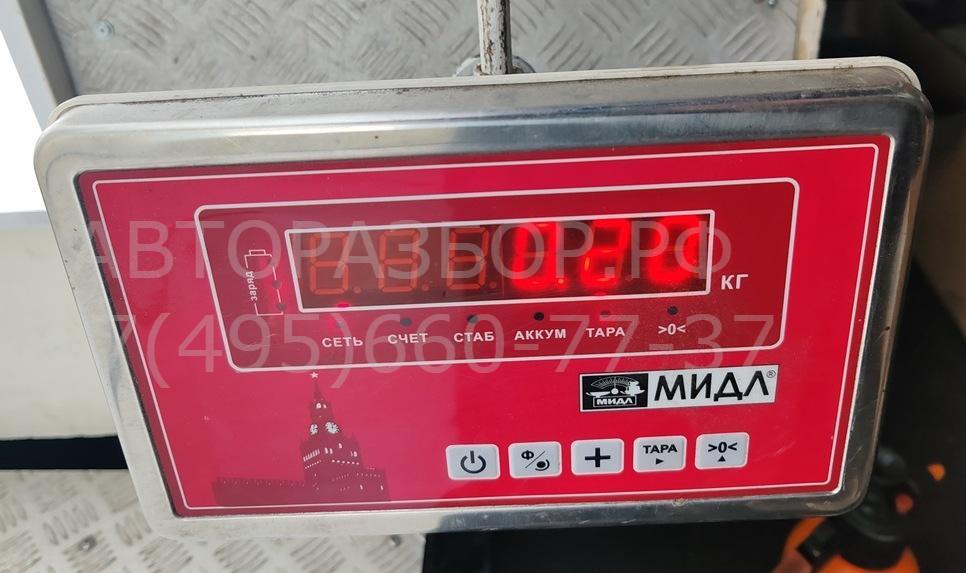 АВТОРАЗБОР.РФ
0.20
КГ
заряд
7(495)660-77-37
СЕТЬ СЧЕТ СТАБ АККУМ ТАРА >0<
МИДЛ МИДЛ®
Ф + ТАРА >0<